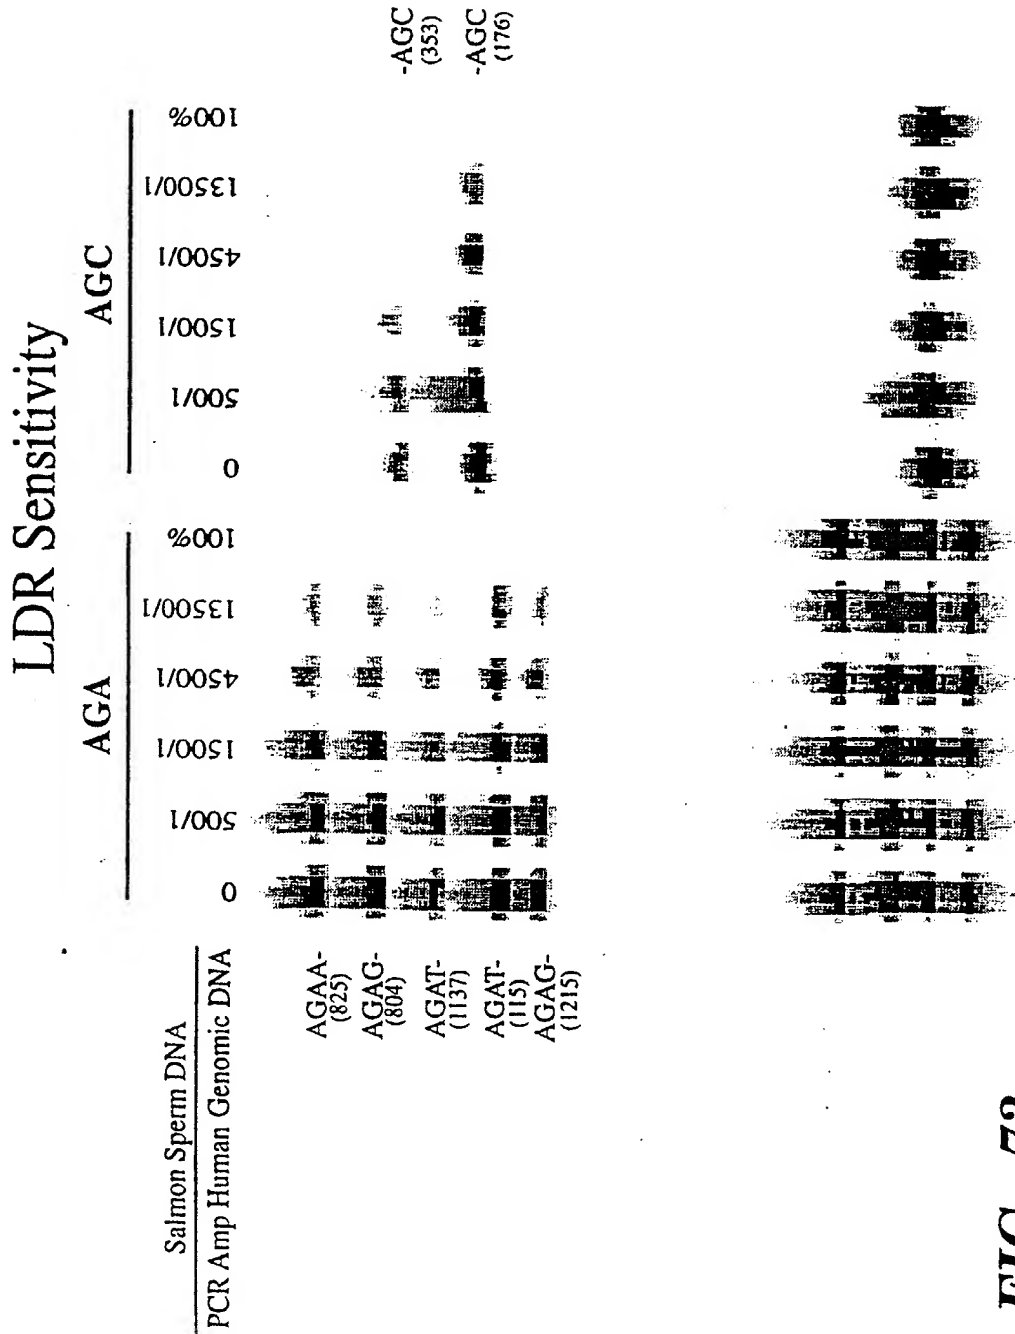 LDR Sensitivity
AGA
AGC
Salmon Sperm DNA
PCR Amp Human Genomic DNA
0
500/1
1500/1
4500/1
13500/1
100%
0
500/1
1500/1
4500/1
13500/1
100%
AGAA-
(825)
AGAG-
(804)
AGAT-
(1137)
AGAT-
(115)
AGAG-
(1215)
-AGC
(353)
-AGC
(176)
FIG. 73